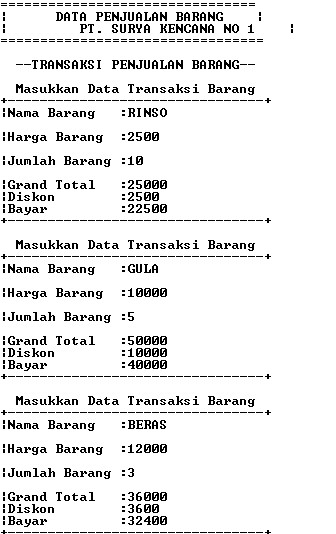 ================================
¦      DATA PENJUALAN BARANG    ¦
¦         PT. SURYA KENCANA NO 1    ¦
=================================
--TRANSAKSI PENJUALAN BARANG--
Masukkan Data Transaksi Barang
+--------------------------------+
¦Nama Barang   :RINSO
¦Harga Barang  :2500
¦Jumlah Barang :10
¦Grand Total   :25000
¦Diskon        :2500
¦Bayar         :22500
+--------------------------------+
Masukkan Data Transaksi Barang
+--------------------------------+
¦Nama Barang   :GULA
¦Harga Barang  :10000
¦Jumlah Barang :5
¦Grand Total   :50000
¦Diskon        :10000
¦Bayar         :40000
+--------------------------------+
Masukkan Data Transaksi Barang
+--------------------------------+
¦Nama Barang   :BERAS
¦Harga Barang  :12000
¦Jumlah Barang :3
¦Grand Total   :36000
¦Diskon        :3600
¦Bayar         :32400
+--------------------------------+